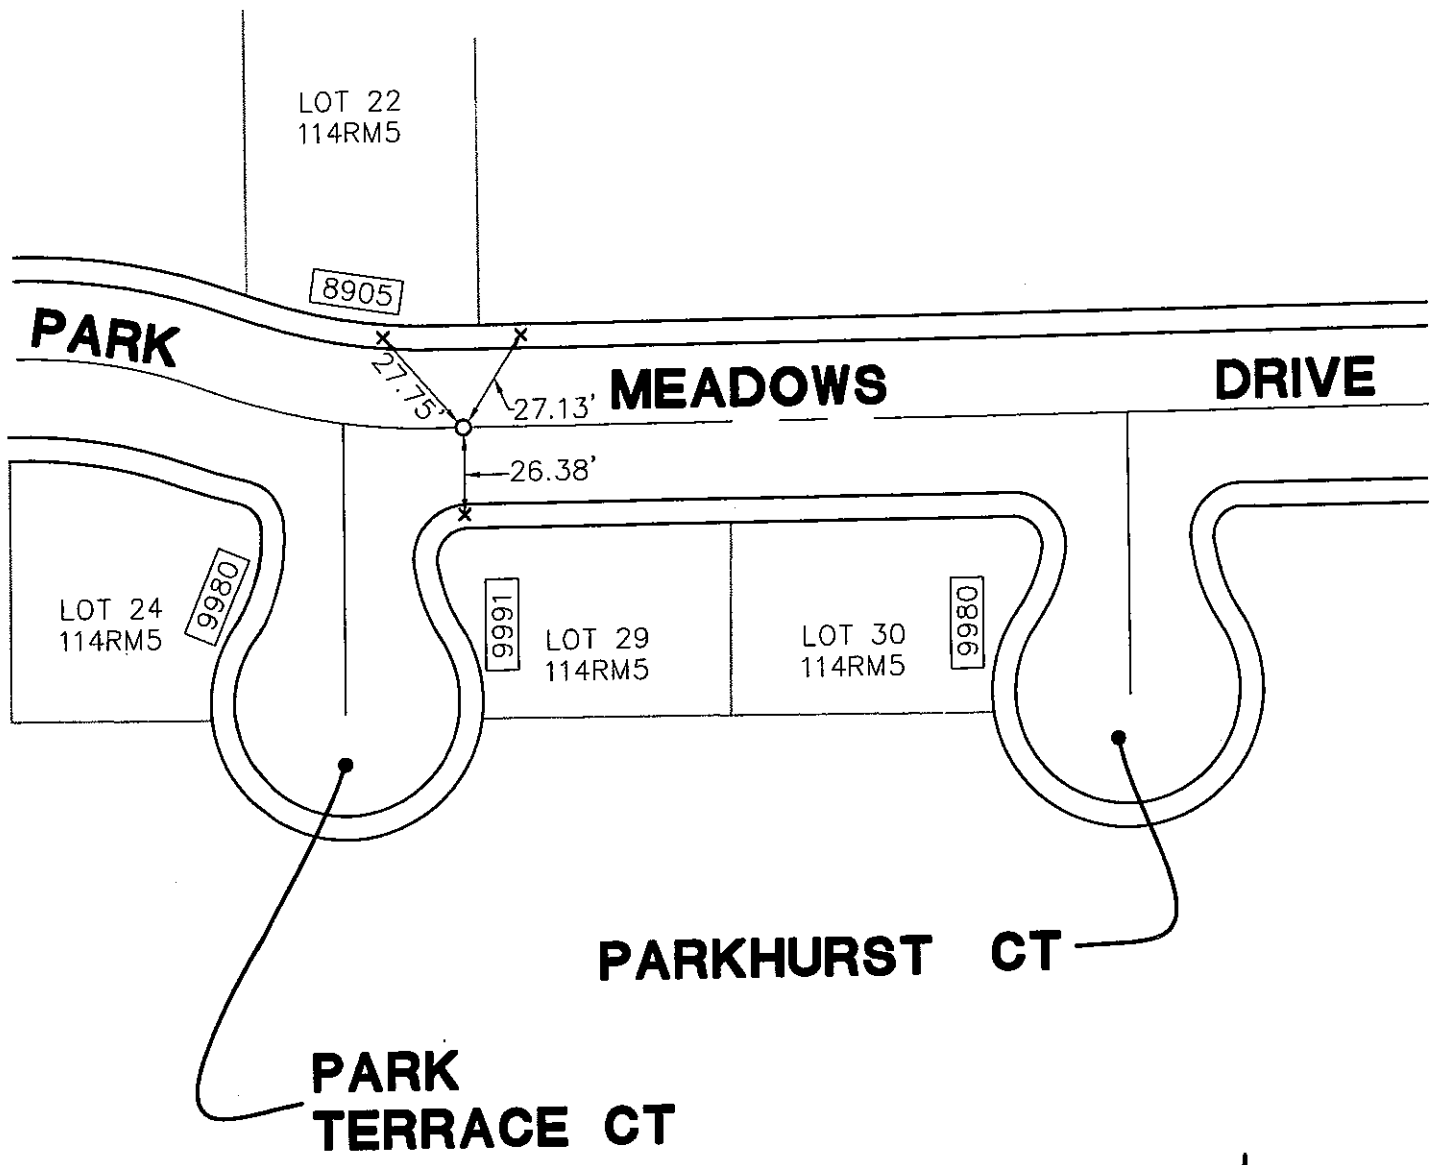 LOT 22
114RM5
8905
PARK MEADOWS DRIVE
27.75'
27.13'
26.38'
LOT 24
114RM5
9980
9991
LOT 29
114RM5
LOT 30
114RM5
9980
PARKHURST CT
PARK
TERRACE CT